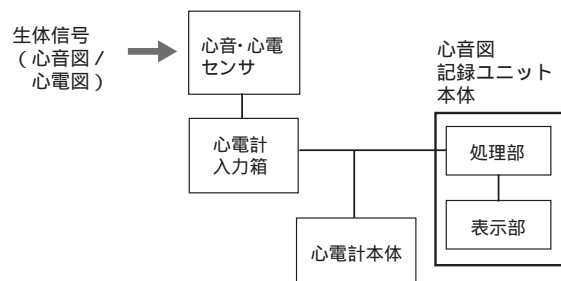 生体信号
（心音図/
心電図）
心音・心電
センサ
心電計
入力箱
心電計本体
心音図
記録ユニット
本体
処理部
表示部